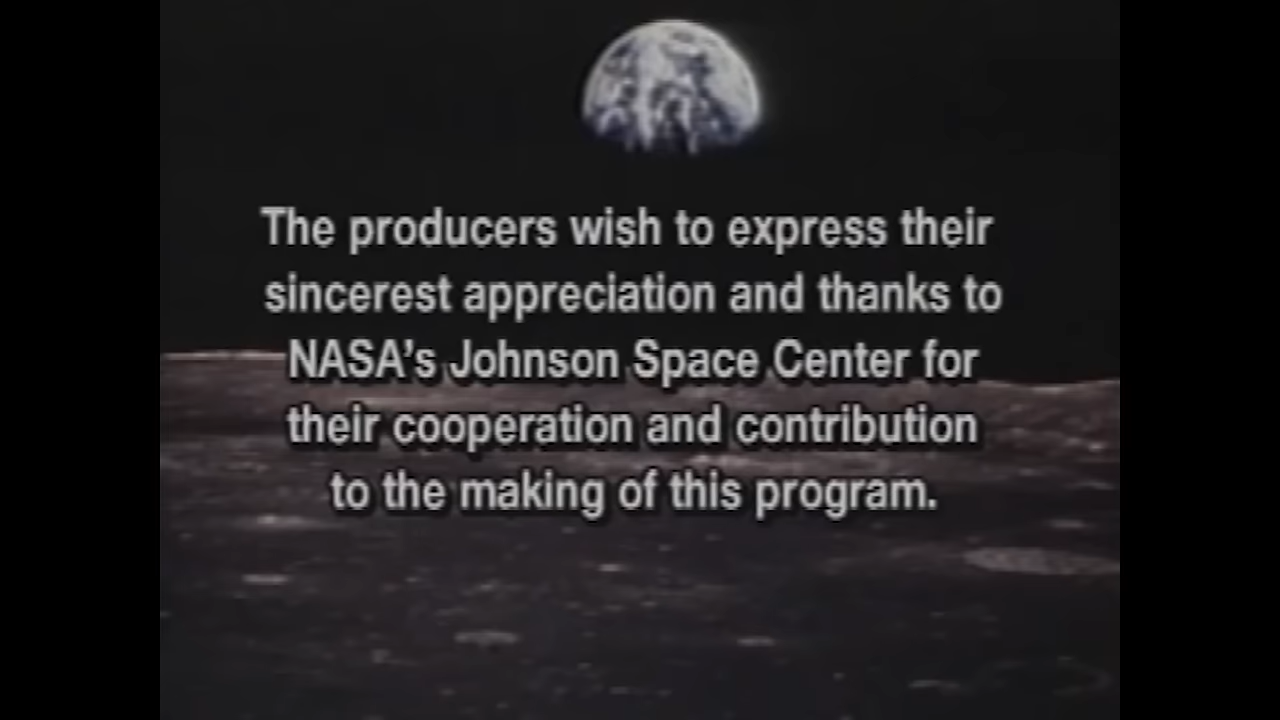 The producers wish to express their
sincerest appreciation and thanks to
NASA's Johnson Space Center for
their cooperation and contribution
to the making of this program.